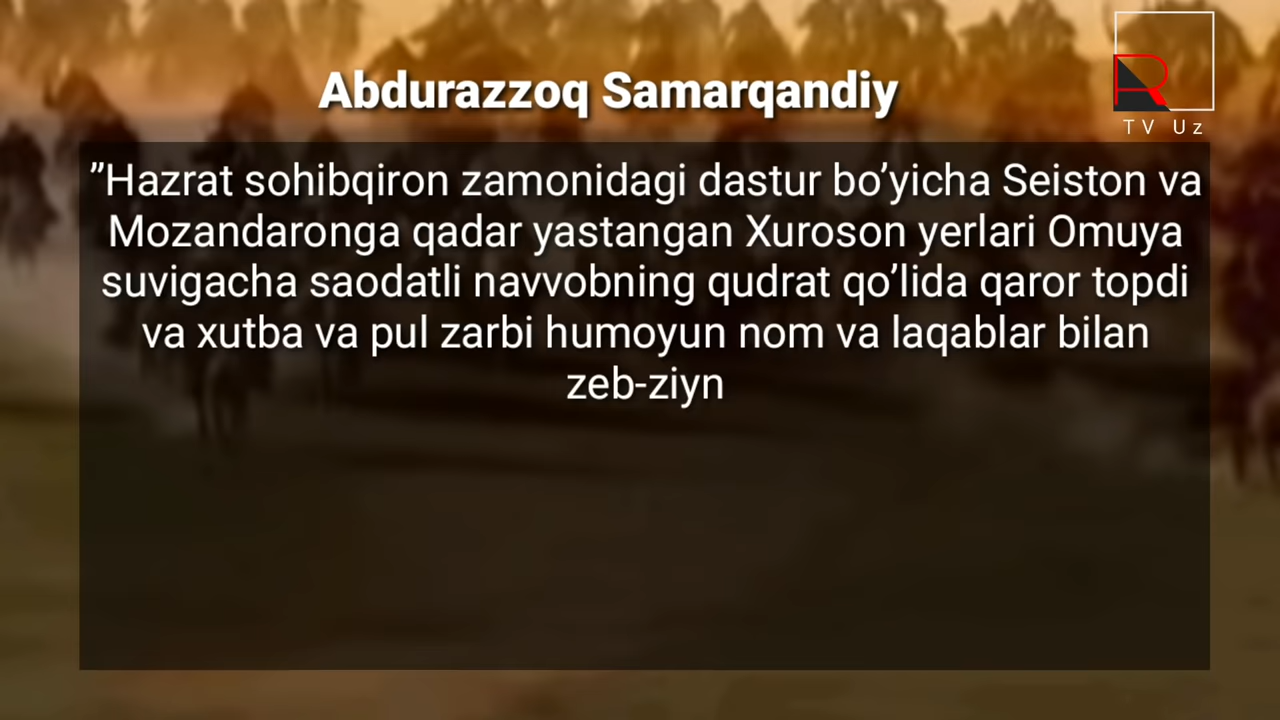 Abdurazzoq Samarqandiy
R
TV Uz
”Hazrat sohibqiron zamonidagi dastur bo’yicha Seiston va
Mozandaronga qadar yastangan Xuroson yerlari Omuya
suvigacha saodatli navvobning qudrat qo’lida qaror topdi
va xutba va pul zarbi humoyun nom va laqablar bilan
zeb-ziyn